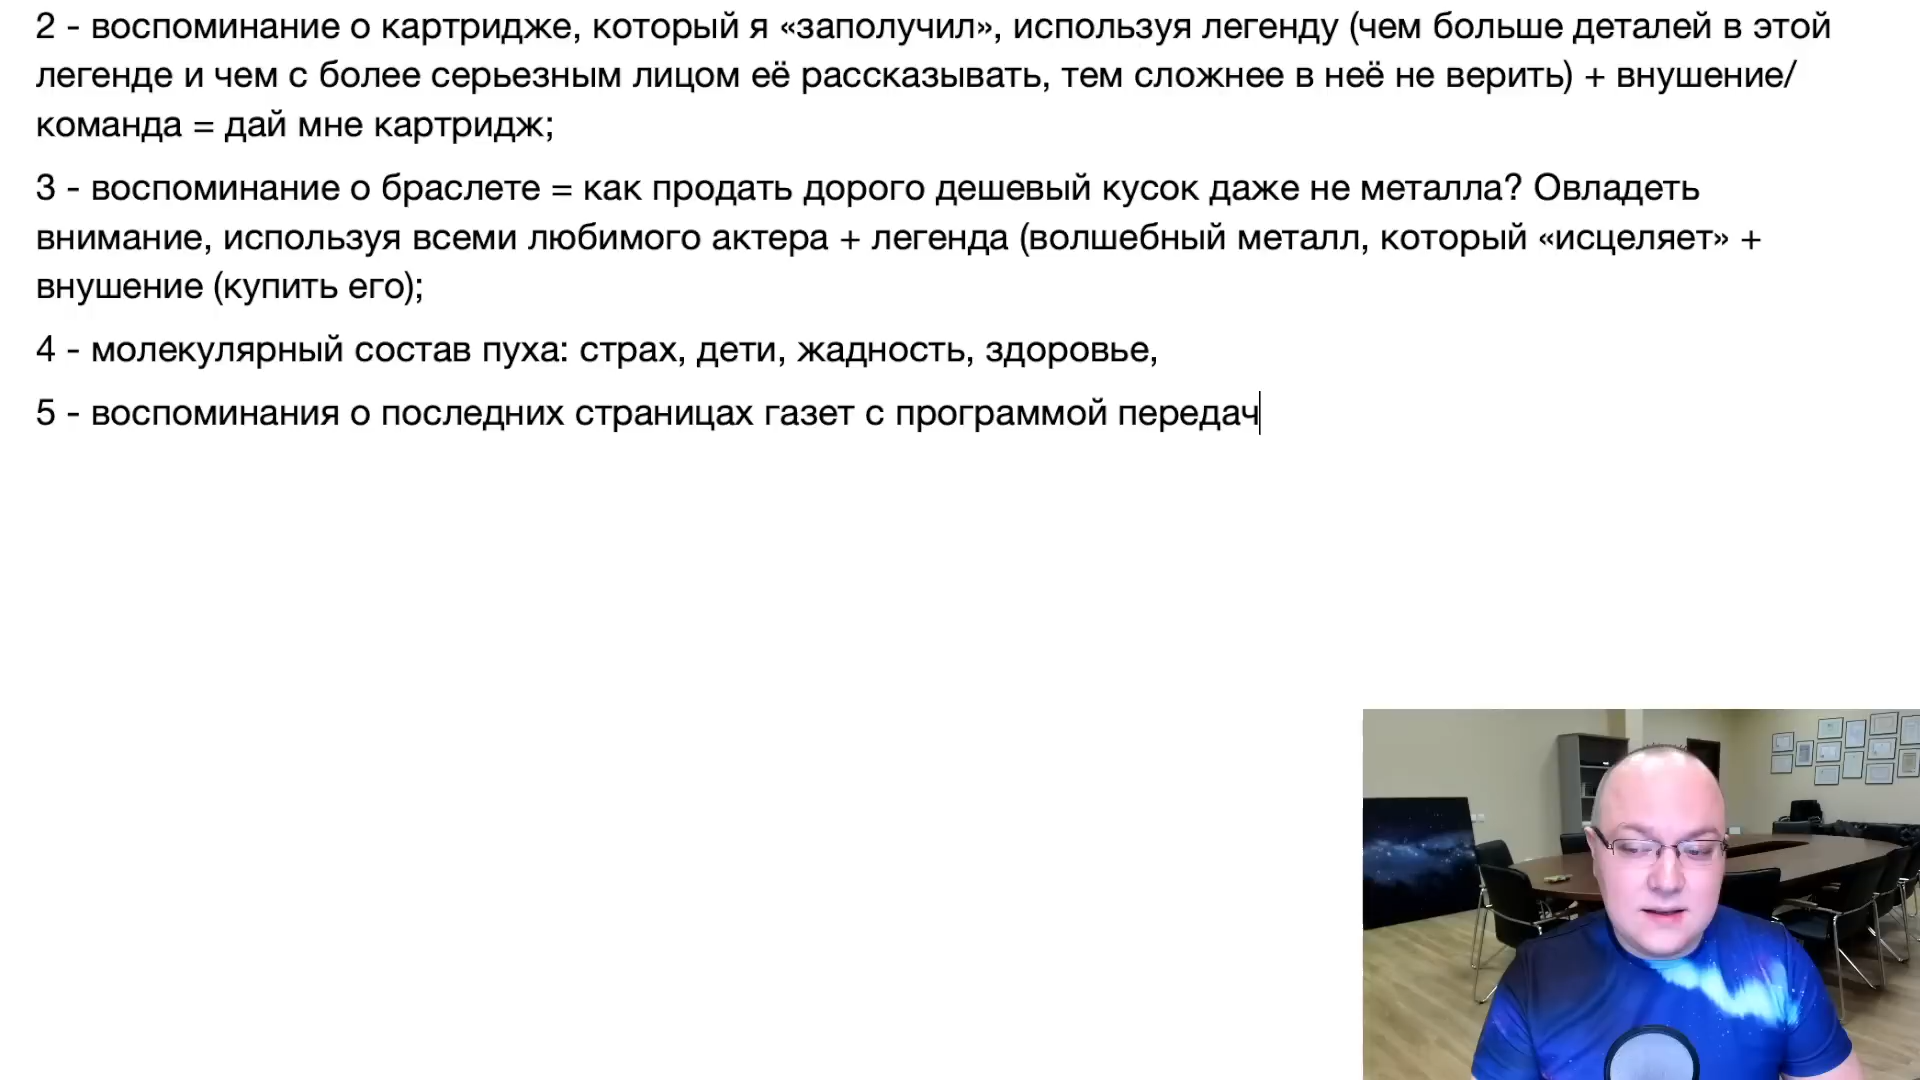 2 - воспоминание о картридже, который я «заполучил», используя легенду (чем больше деталей в этой
легенде и чем с более серьезным лицом её рассказывать, тем сложнее в неё не верить) + внушение/
команда = дай мне картридж;
3 - воспоминание о браслете = как продать дорого дешевый кусок даже не металла? Овладеть
внимание, используя всеми любимого актера + легенда (волшебный металл, который «исцеляет» +
внушение (купить его);
4 - молекулярный состав пуха: страх, дети, жадность, здоровье,
5 - воспоминания о последних страницах газет с программой передач